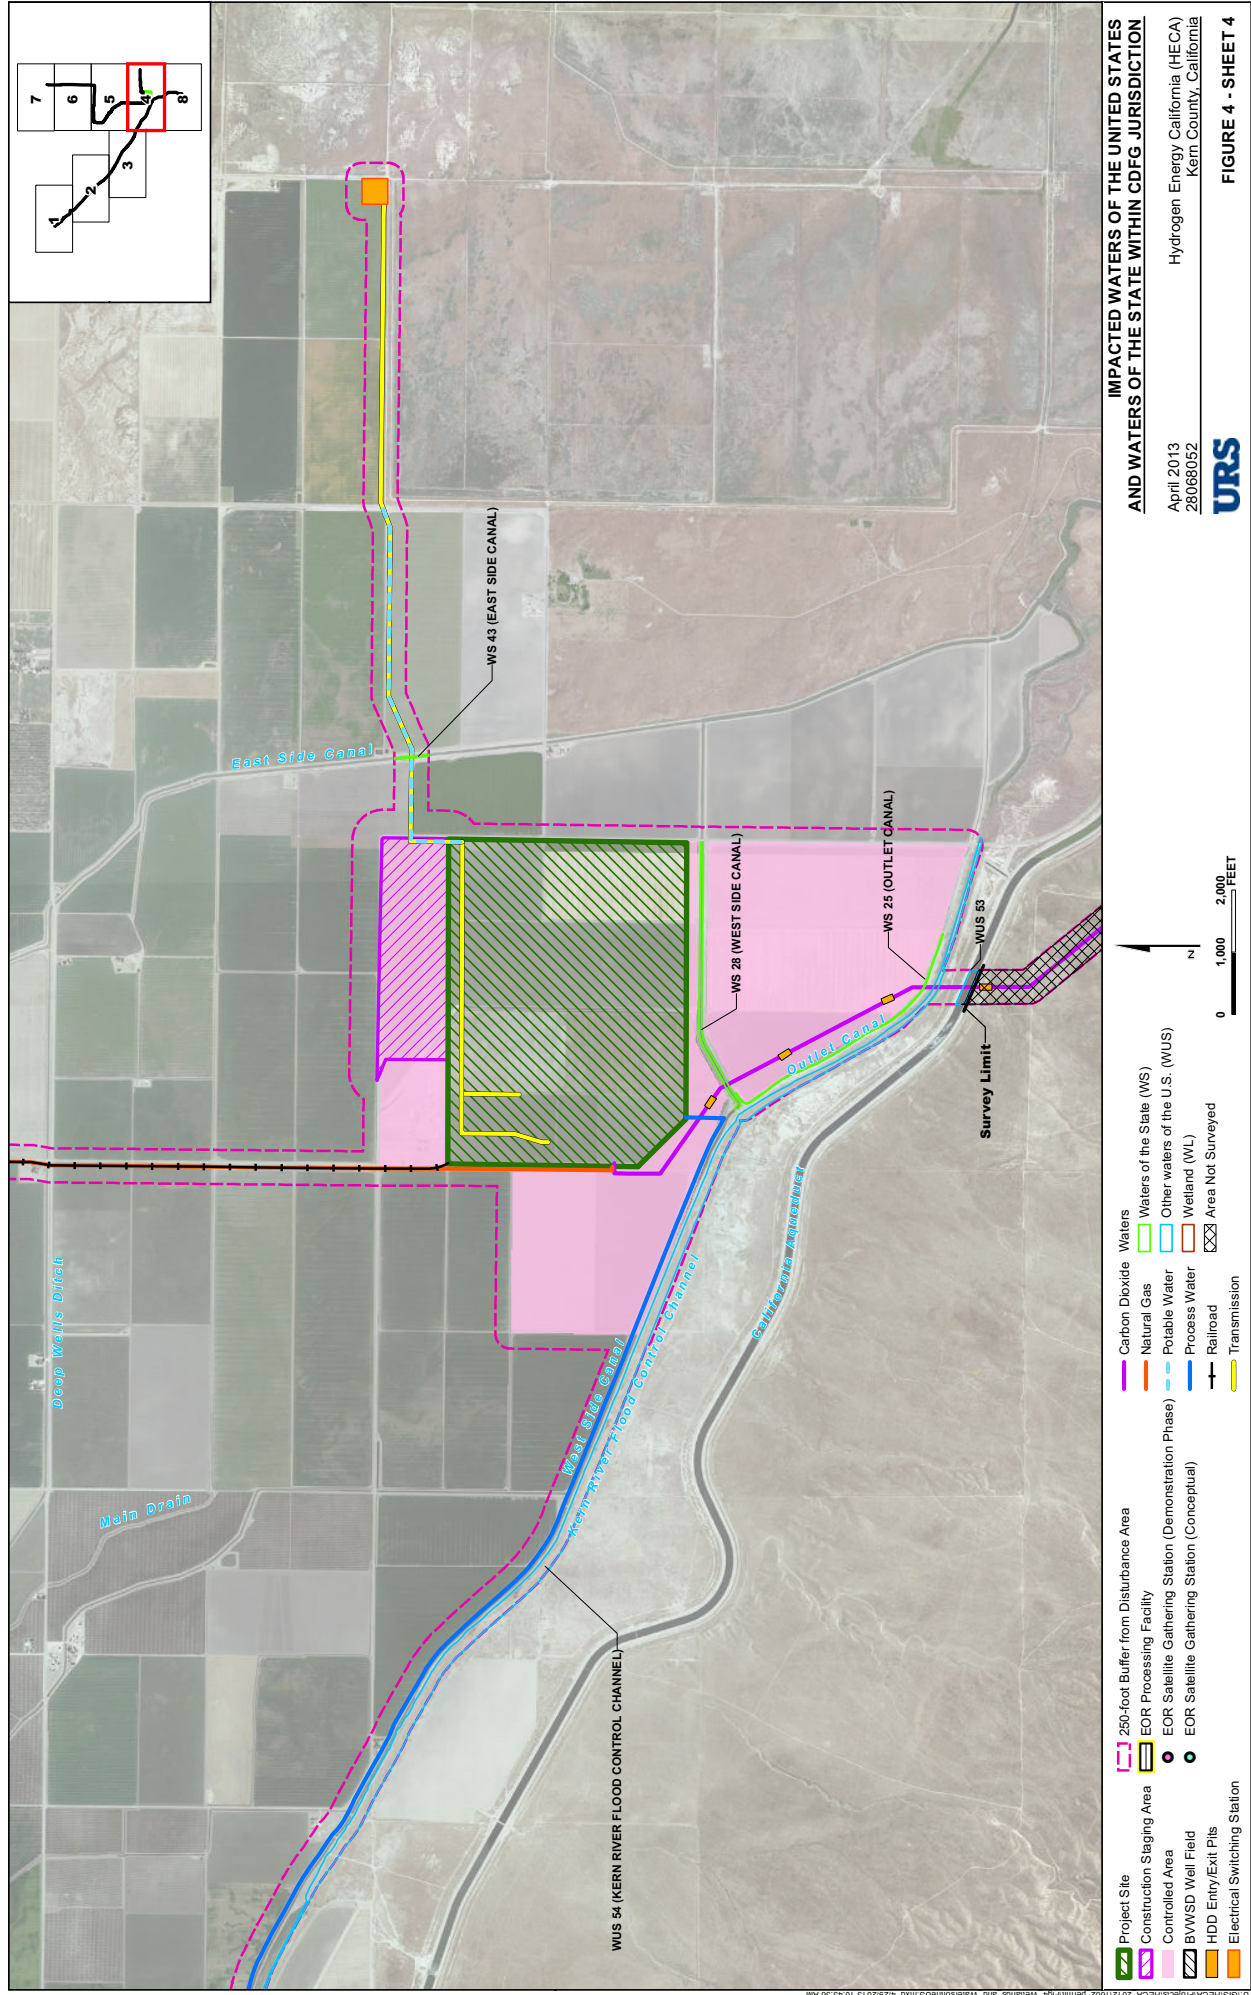 7
6
5
4
8
3
2
1
East Side Canal
WS 43 (EAST SIDE CANAL)
Deep Wells Ditch
Main Drain
West Side Canal
Kern River Flood Control Channel
California Aqueduct
Outlet Canal
WS 28 (WEST SIDE CANAL)
WS 25 (OUTLET CANAL)
WUS 53
Survey Limit
WUS 54 (KERN RIVER FLOOD CONTROL CHANNEL)
Project Site
Construction Staging Area
Controlled Area
BVWSD Well Field
HDD Entry/Exit Pits
Electrical Switching Station
250-foot Buffer from Disturbance Area
EOR Processing Facility
EOR Satellite Gathering Station (Demonstration Phase)
EOR Satellite Gathering Station (Conceptual)
Carbon Dioxide
Natural Gas
Potable Water
Process Water
Railroad
Transmission
Waters
Waters of the State (WS)
Other waters of the U.S. (WUS)
Wetland (WL)
Area Not Surveyed
N
0 1,000 2,000
FEET
IMPACTED WATERS OF THE UNITED STATES
AND WATERS OF THE STATE WITHIN CDFG JURISDICTION
April 2013
28068052
Hydrogen Energy California (HECA)
Kern County, California
URS
FIGURE 4 - SHEET 4